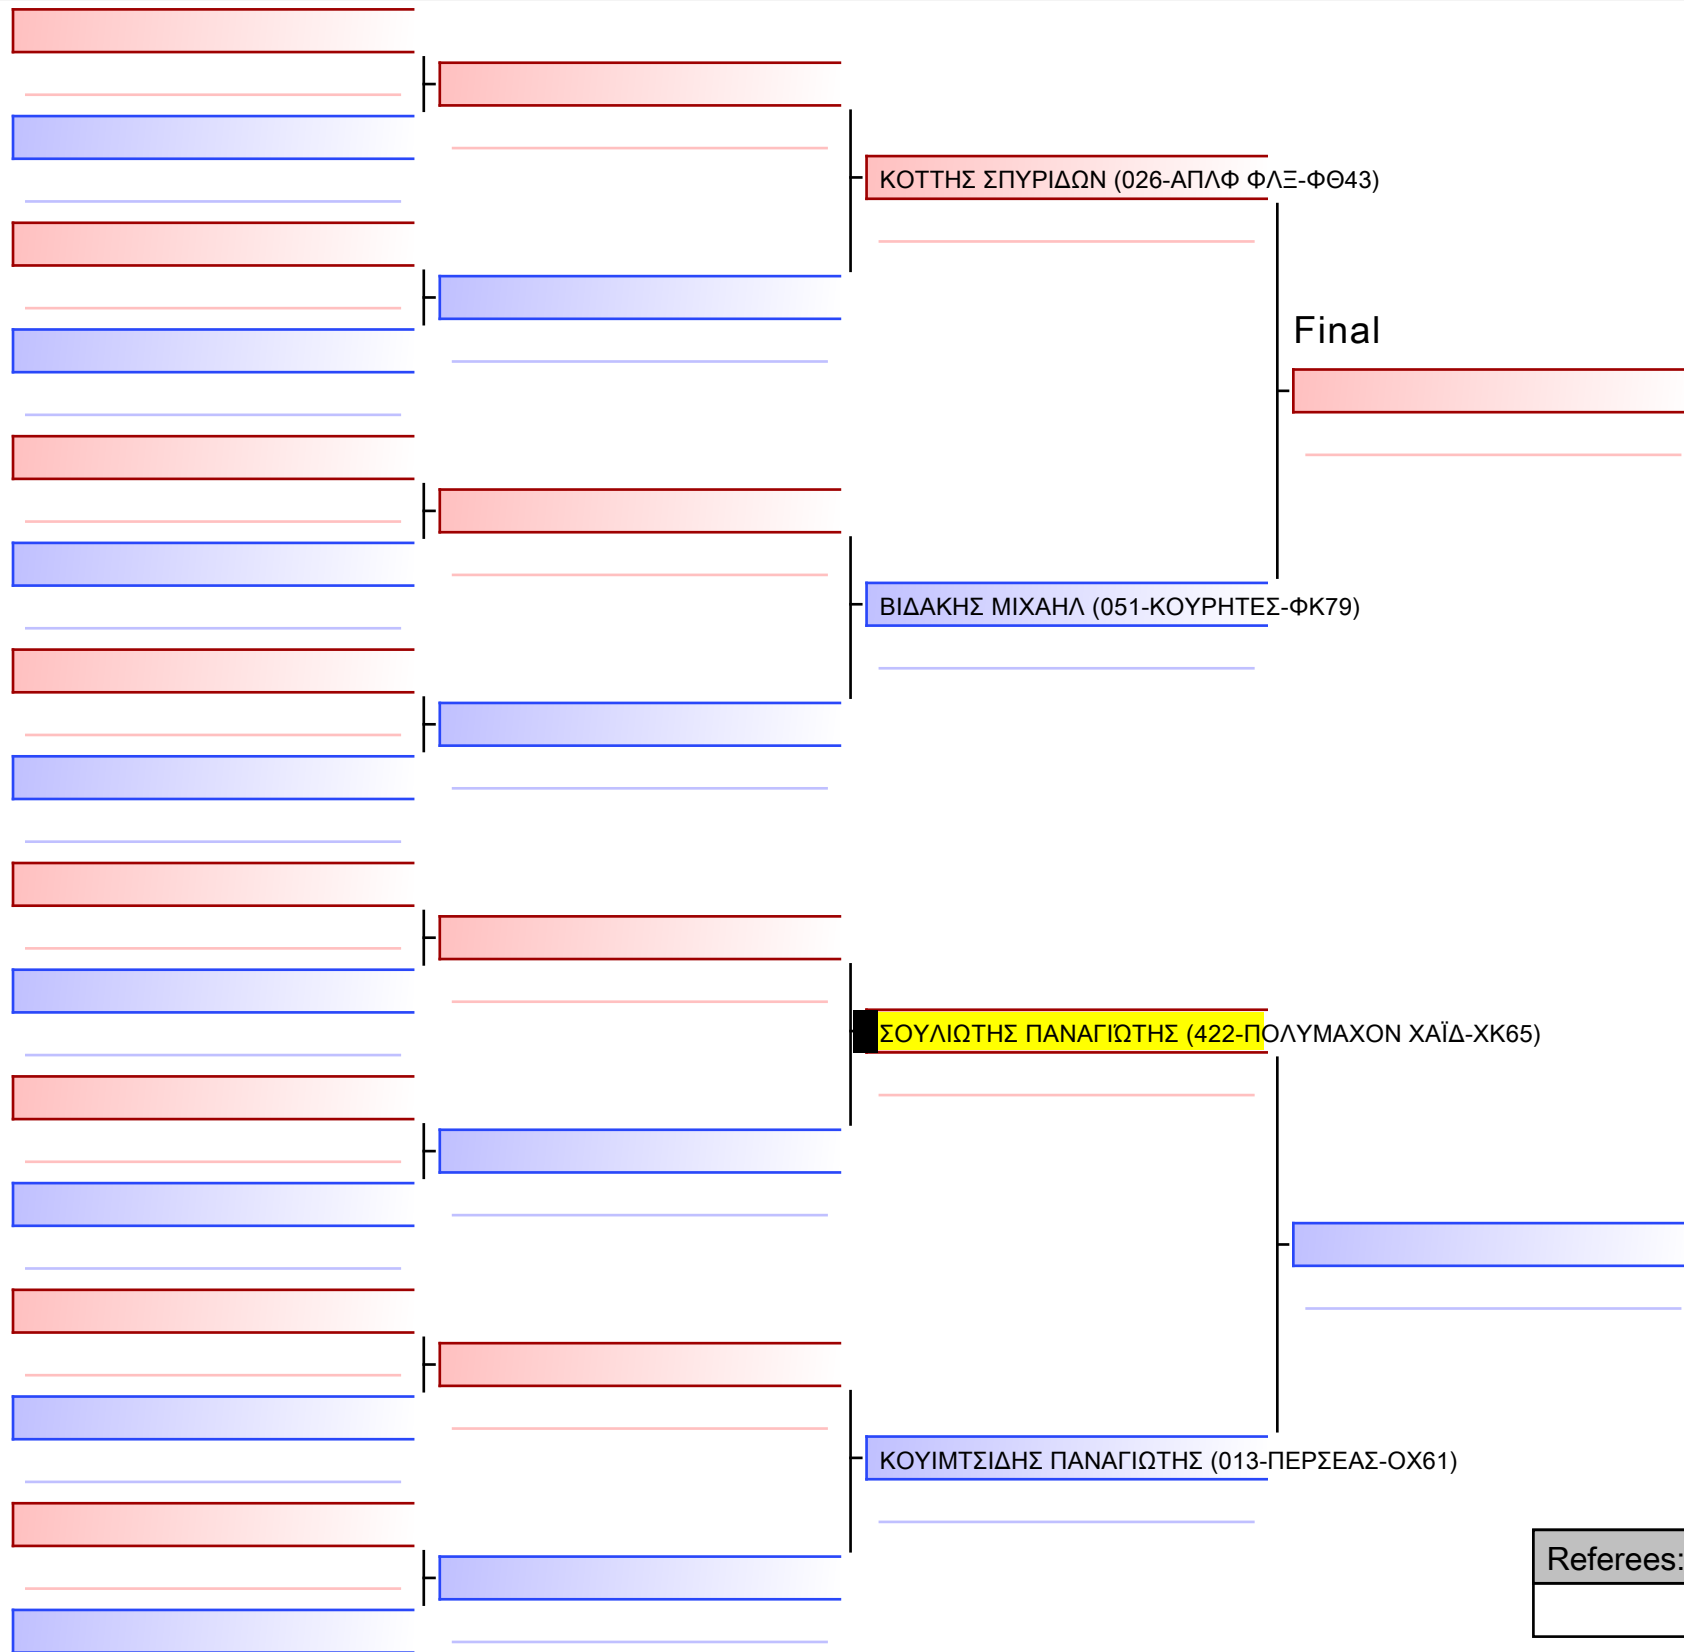 ΚΟΤΤΗΣ ΣΠΥΡΙΔΩΝ (026-ΑΠΛΦ ΦΛΞ-ΦΘ43)
Final
ΒΙΔΑΚΗΣ ΜΙΧΑΗΛ (051-ΚΟΥΡΗΤΕΣ-ΦΚ79)
ΣΟΥΛΙΩΤΗΣ ΠΑΝΑΓΙΏΤΗΣ (422-ΠΟΛΥΜΑΧΟΝ ΧΑΪΔ-ΧΚ65)
ΚΟΥΙΜΤΣΙΔΗΣ ΠΑΝΑΓΙΩΤΗΣ (013-ΠΕΡΣΕΑΣ-ΟΧ61)
Referees: